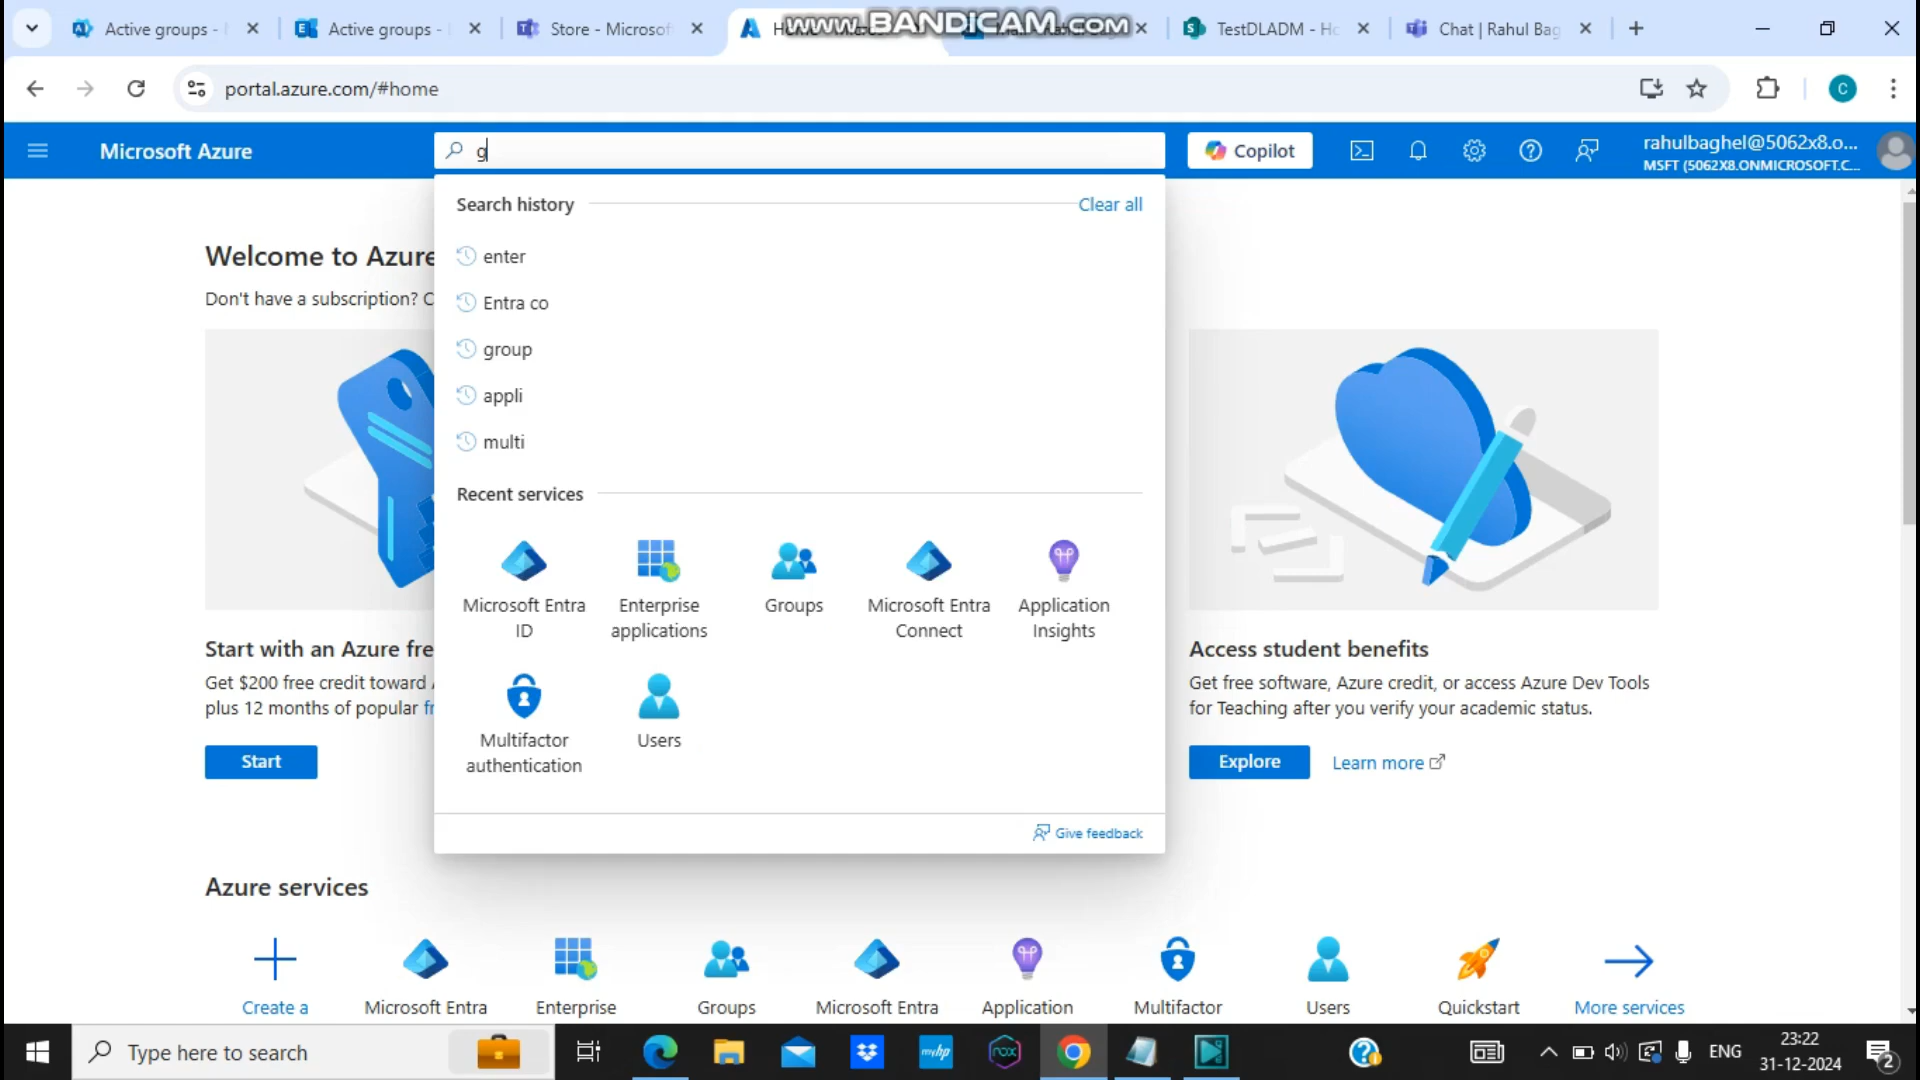 Active groups -
Active groups -
Store - Microsof
www.BANDICAM.com
TestDLADM - Ho
Chat | Rahul Bag
portal.azure.com/#home
C
Microsoft Azure
g
Copilot
rahulbaghel@5062x8.o...
MSFT (5062X8.ONMICROSOFT.C...
Search history
Clear all
enter
Entra co
group
appli
multi
Recent services
Microsoft Entra
ID
Enterprise
applications
Groups
Microsoft Entra
Connect
Application
Insights
Multifactor
authentication
Users
Give feedback
Welcome to Azure
Don't have a subscription? C
Start with an Azure fre
Get $200 free credit toward
plus 12 months of popular fr
Start
Access student benefits
Get free software, Azure credit, or access Azure Dev Tools
for Teaching after you verify your academic status.
Explore
Learn more
Azure services
Create a
Microsoft Entra
Enterprise
Groups
Microsoft Entra
Application
Multifactor
Users
Quickstart
More services
Type here to search
myhp
nox
ENG
23:22
31-12-2024
2